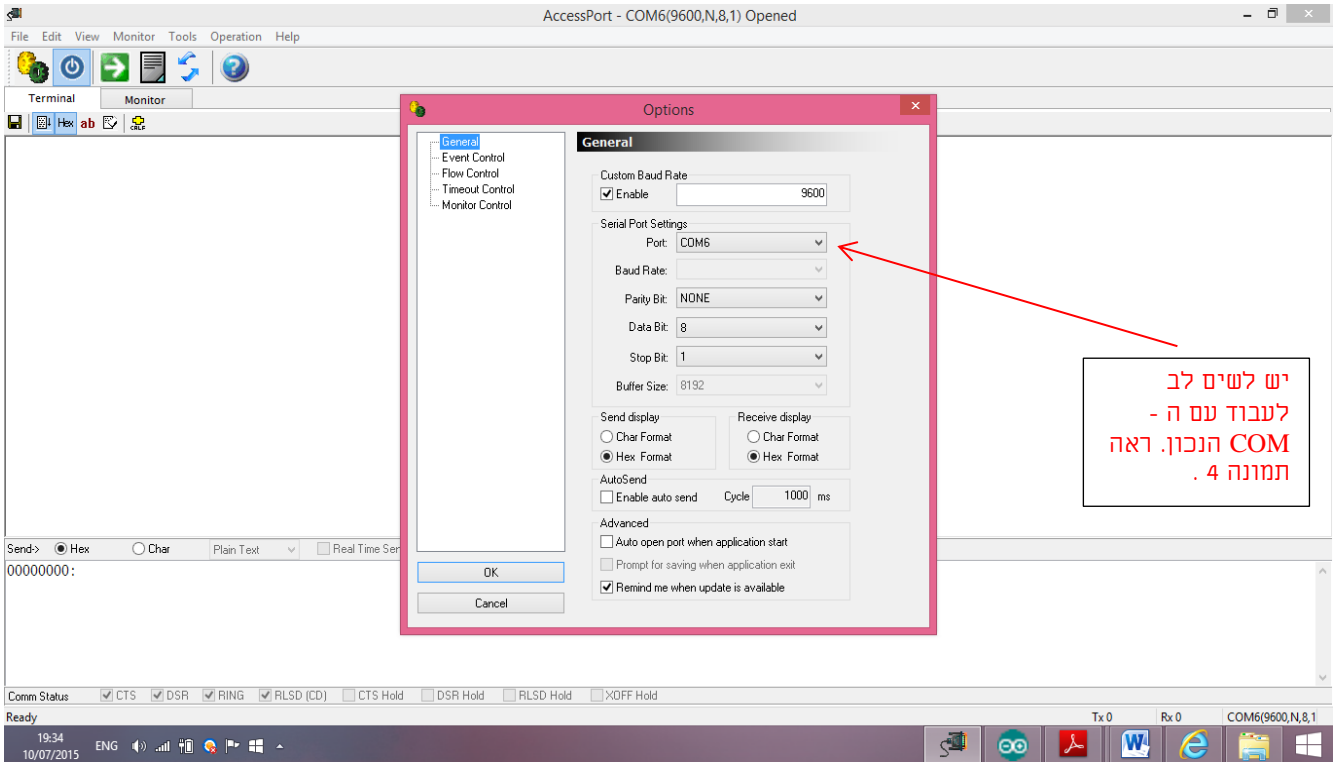 AccessPort - COM6(9600,N,8,1) Opened
File Edit View Monitor Tools Operation Help
Terminal Monitor
Hex ab CRLF
Options
General
Event Control
Flow Control
Timeout Control
Monitor Control
General
Custom Baud Rate
Enable 9600
Serial Port Settings
Port: COM6
Baud Rate:
Parity Bit: NONE
Data Bit: 8
Stop Bit: 1
Buffer Size: 8192
Send display Receive display
Char Format Char Format
Hex Format Hex Format
AutoSend
Enable auto send Cycle 1000 ms
Advanced
Auto open port when application start
Prompt for saving when application exit
Remind me when update is available
OK
Cancel
יש לשים לב
לעבוד עם ה -
COM הנכון. ראה
תמונה 4 .
Send-> Hex Char Plain Text Real Time Ser
00000000:
Comm Status CTS DSR RING RLSD (CD) CTS Hold DSR Hold RLSD Hold XOFF Hold
Ready Tx 0 Rx 0 COM6(9600,N,8,1
19:34
10/07/2015
ENG